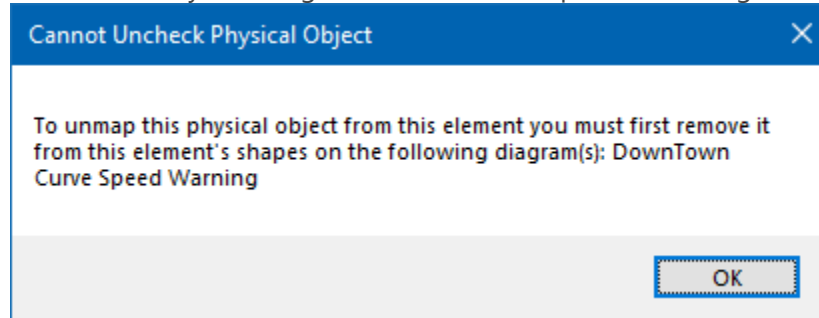 Cannot Uncheck Physical Object
To unmap this physical object from this element you must first remove it
from this element's shapes on the following diagram(s): DownTown
Curve Speed Warning
OK